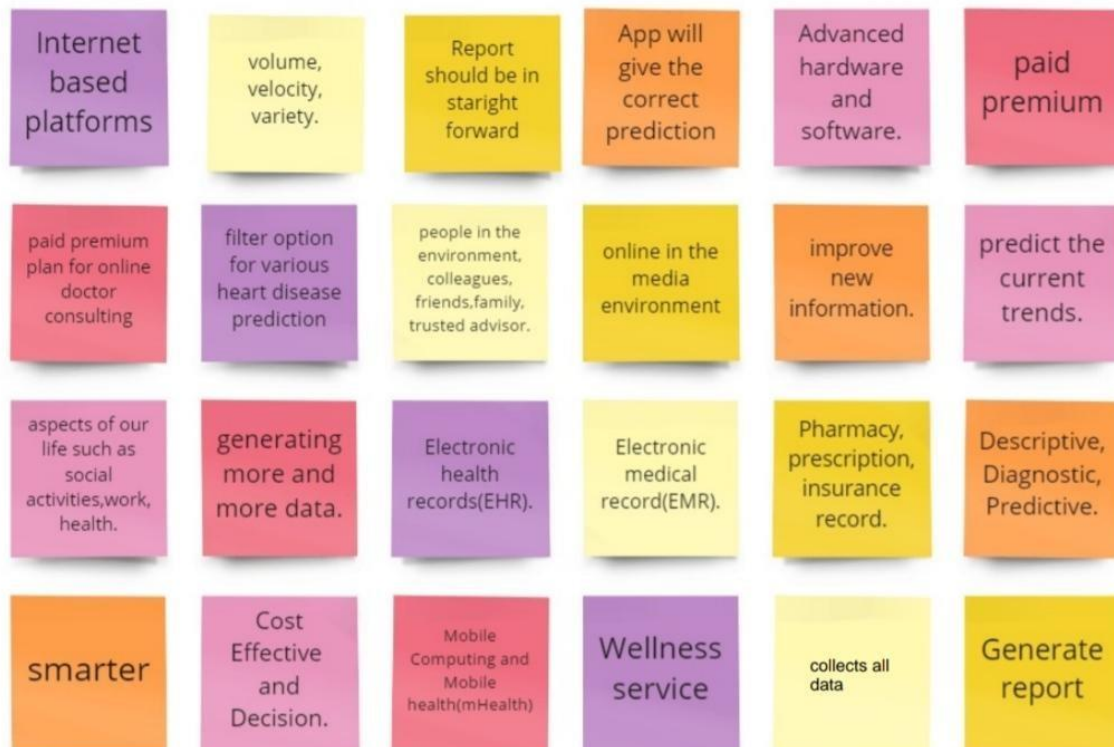 Internet
based
platforms
volume,
velocity,
variety.
Report
should be in
staright
forward
App will
give the
correct
prediction
Advanced
hardware
and
software.
paid
premium
paid premium
plan for online
doctor
consulting
filter option
for various
heart disease
prediction
people in the
environment,
colleagues,
friends,family,
trusted advisor.
online in the
media
environment
improve
new
information.
predict the
current
trends.
aspects of our
life such as
social
activities,work,
health.
generating
more and
more data.
Electronic
health
records(EHR).
Electronic
medical
record(EMR).
Pharmacy,
prescription,
insurance
record.
Descriptive,
Diagnostic,
Predictive.
smarter
Cost
Effective
and
Decision.
Mobile
Computing and
Mobile
health(mHealth)
Wellness
service
collects all
data
Generate
report